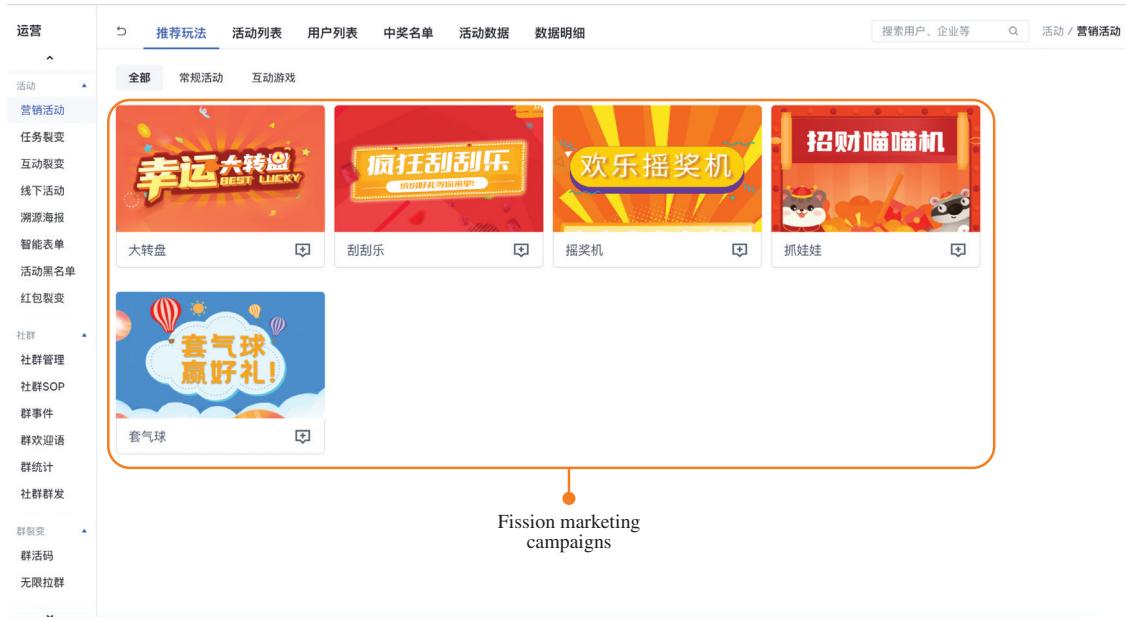 运营
推荐玩法 活动列表 用户列表 中奖名单 活动数据 数据明细
搜索用户、企业等
活动 / 营销活动
全部 常规活动 互动游戏
活动
营销活动
任务裂变
互动裂变
线下活动
溯源海报
智能表单
活动黑名单
红包裂变
社群
社群管理
社群SOP
群事件
群欢迎语
群统计
社群群发
群裂变
群活码
无限拉群
幸运大转盘
BEST LUCKY
大转盘
疯狂刮刮乐
缤纷好礼等你来拿!
刮刮乐
欢乐摇奖机
摇奖机
招财喵喵机
抓娃娃
套气球
赢好礼!
套气球
Fission marketing
campaigns